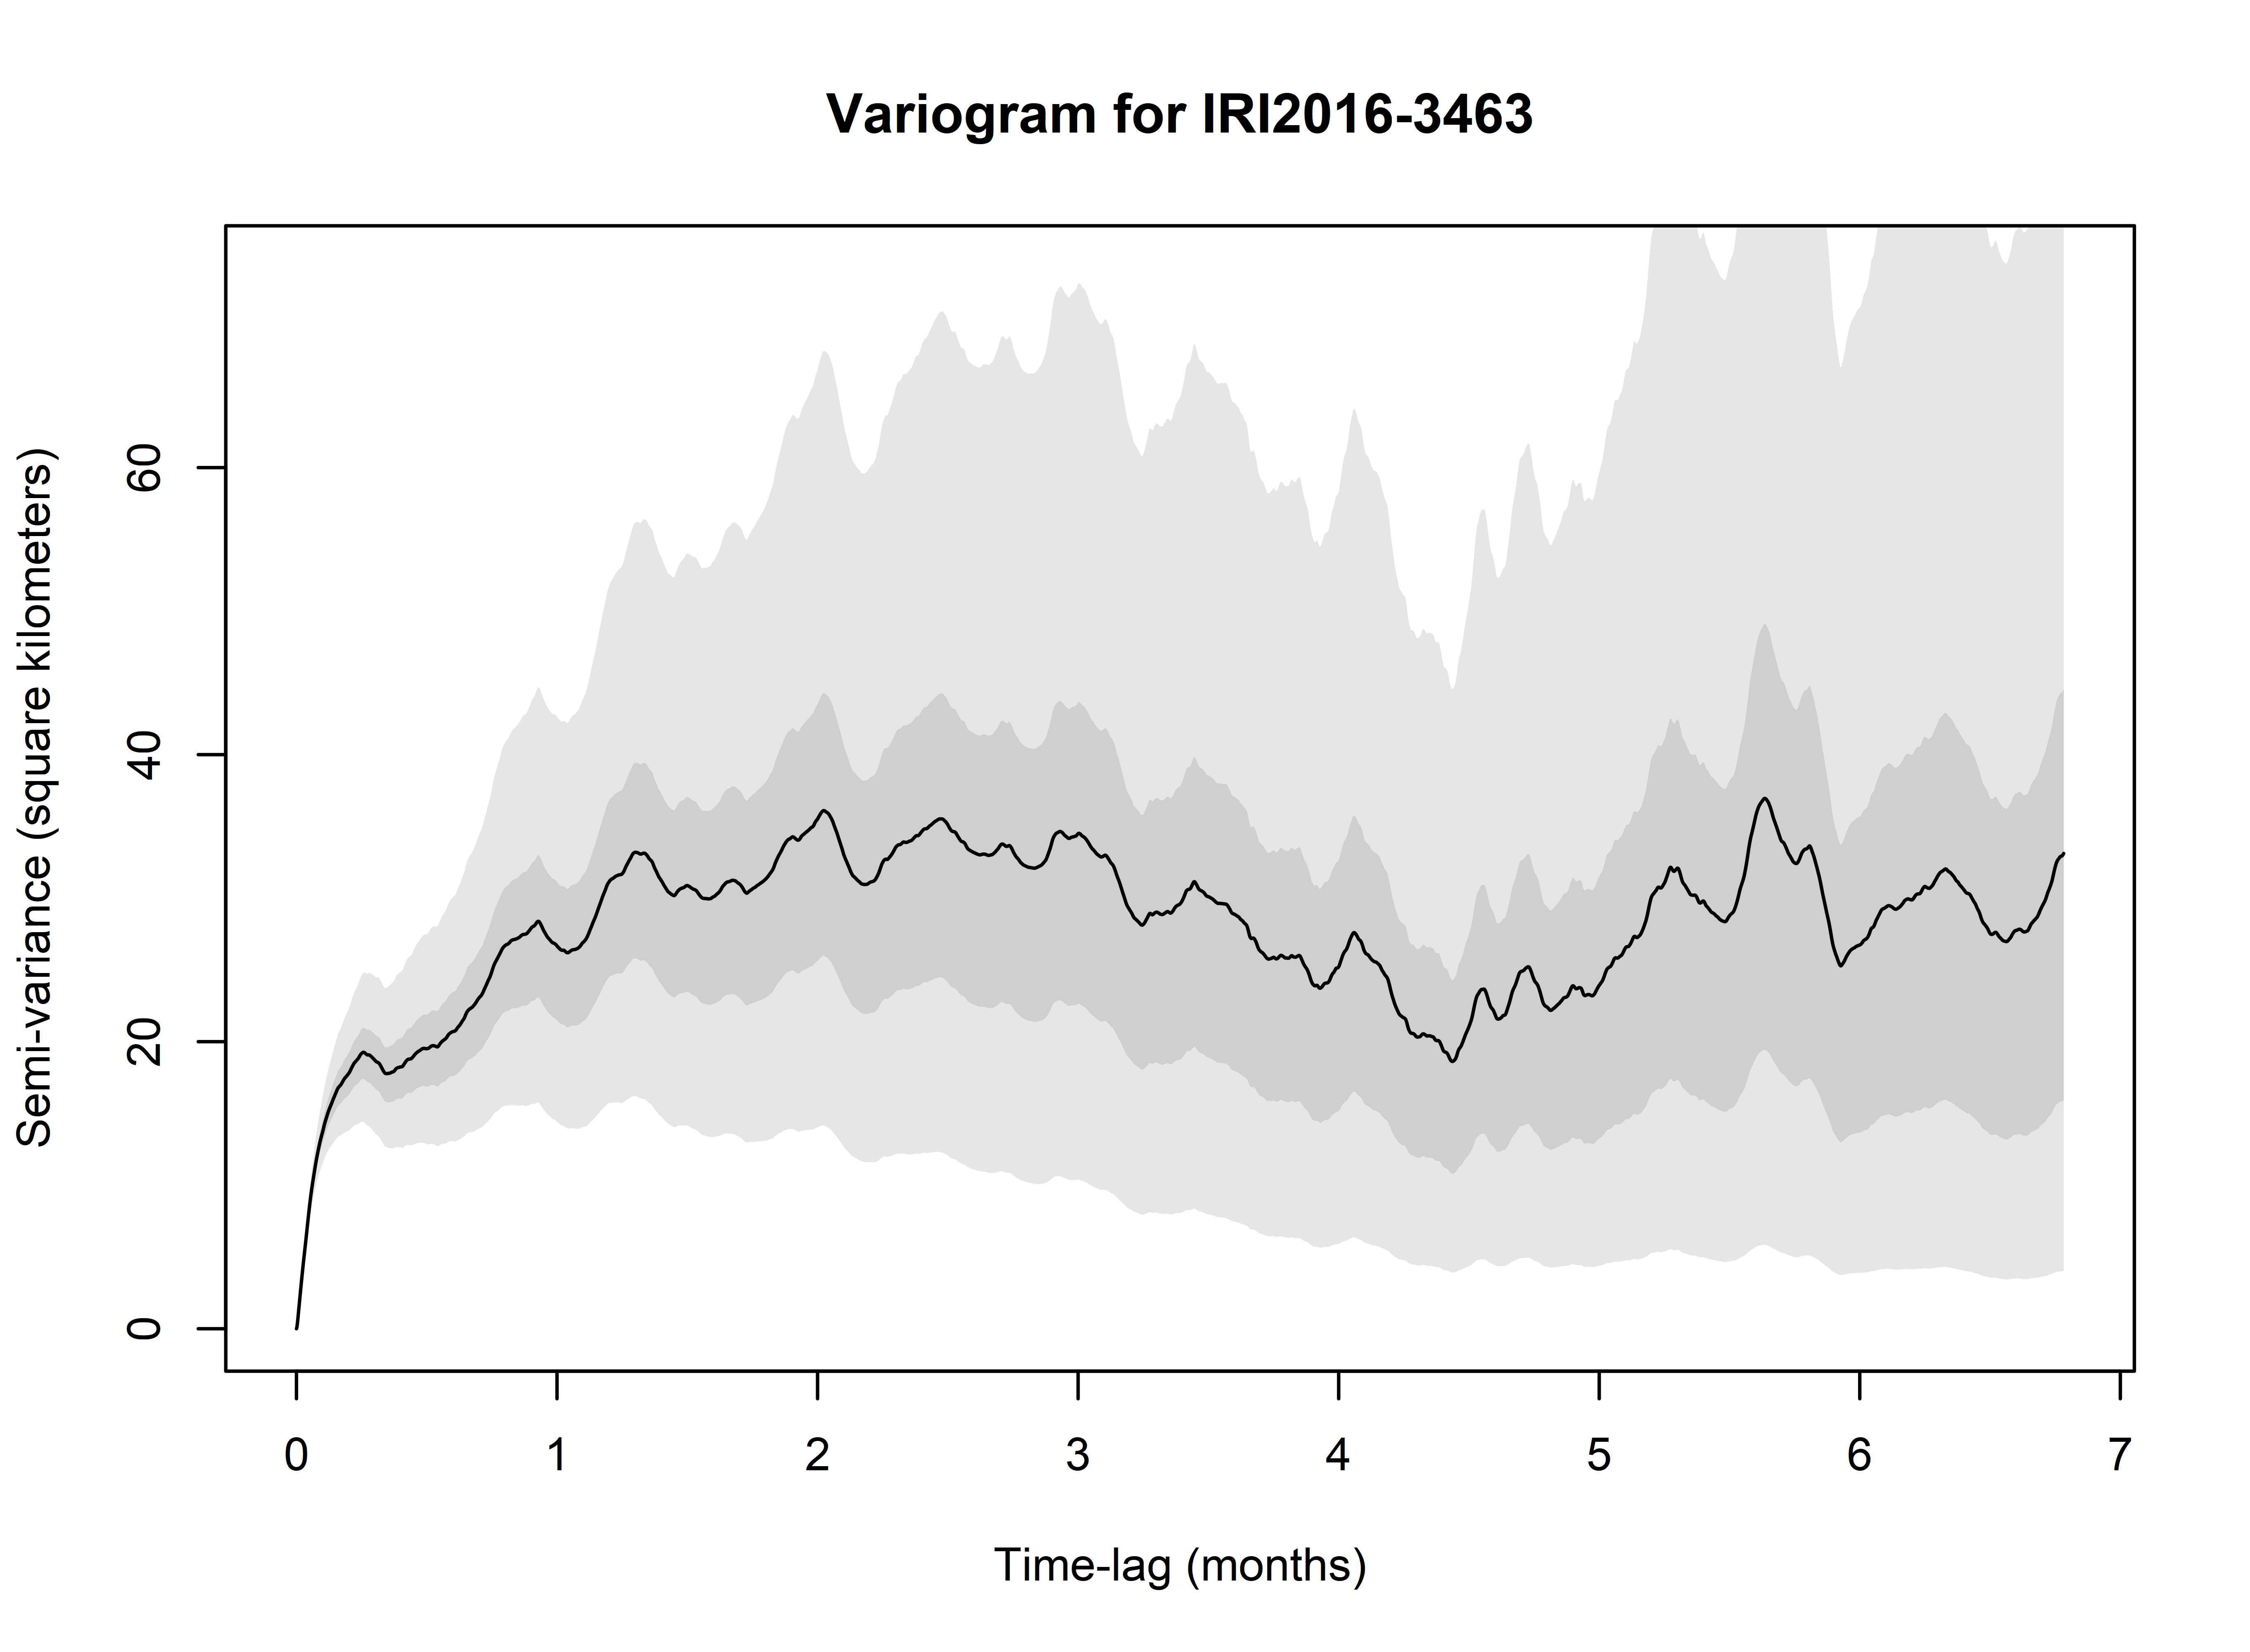 Variogram for IRI2016-3463
Semi-variance (square kilometers)
60
40
20
0
0 1 2 3 4 5 6 7
Time-lag (months)